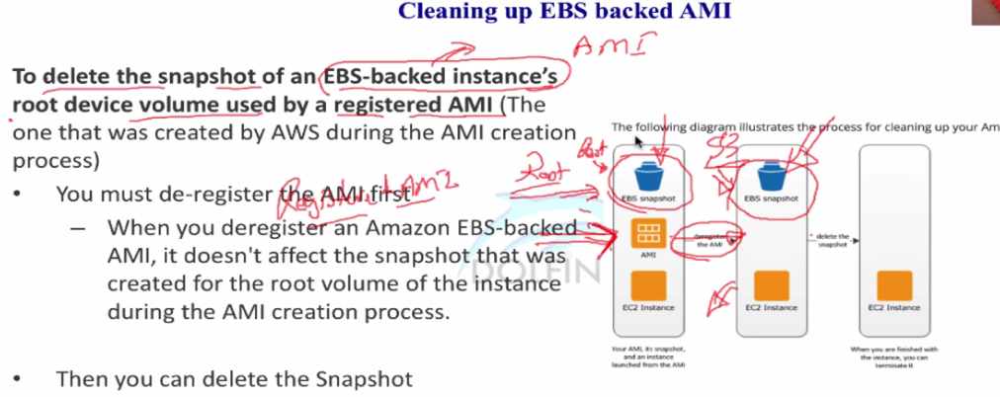 Cleaning up EBS backed AMI
AMI
To delete the snapshot of an EBS-backed instance's
root device volume used by a registered AMI (The
one that was created by AWS during the AMI creation
process)
• You must de-register the AMI first
– When you deregister an Amazon EBS-backed
AMI, it doesn't affect the snapshot that was
created for the root volume of the instance
during the AMI creation process.
• Then you can delete the Snapshot
Root
Root
S3
DOLFIN
The following diagram illustrates the process for cleaning up your Am
EBS snapshot
AMI
EC2 Instance
Your AMI, its snapshot,
and an instance
launched from the AMI
deregister
the AMI
EBS snapshot
EC2 Instance
delete the
snapshot
EC2 Instance
When you are finished with
the instance, you can
terminate it